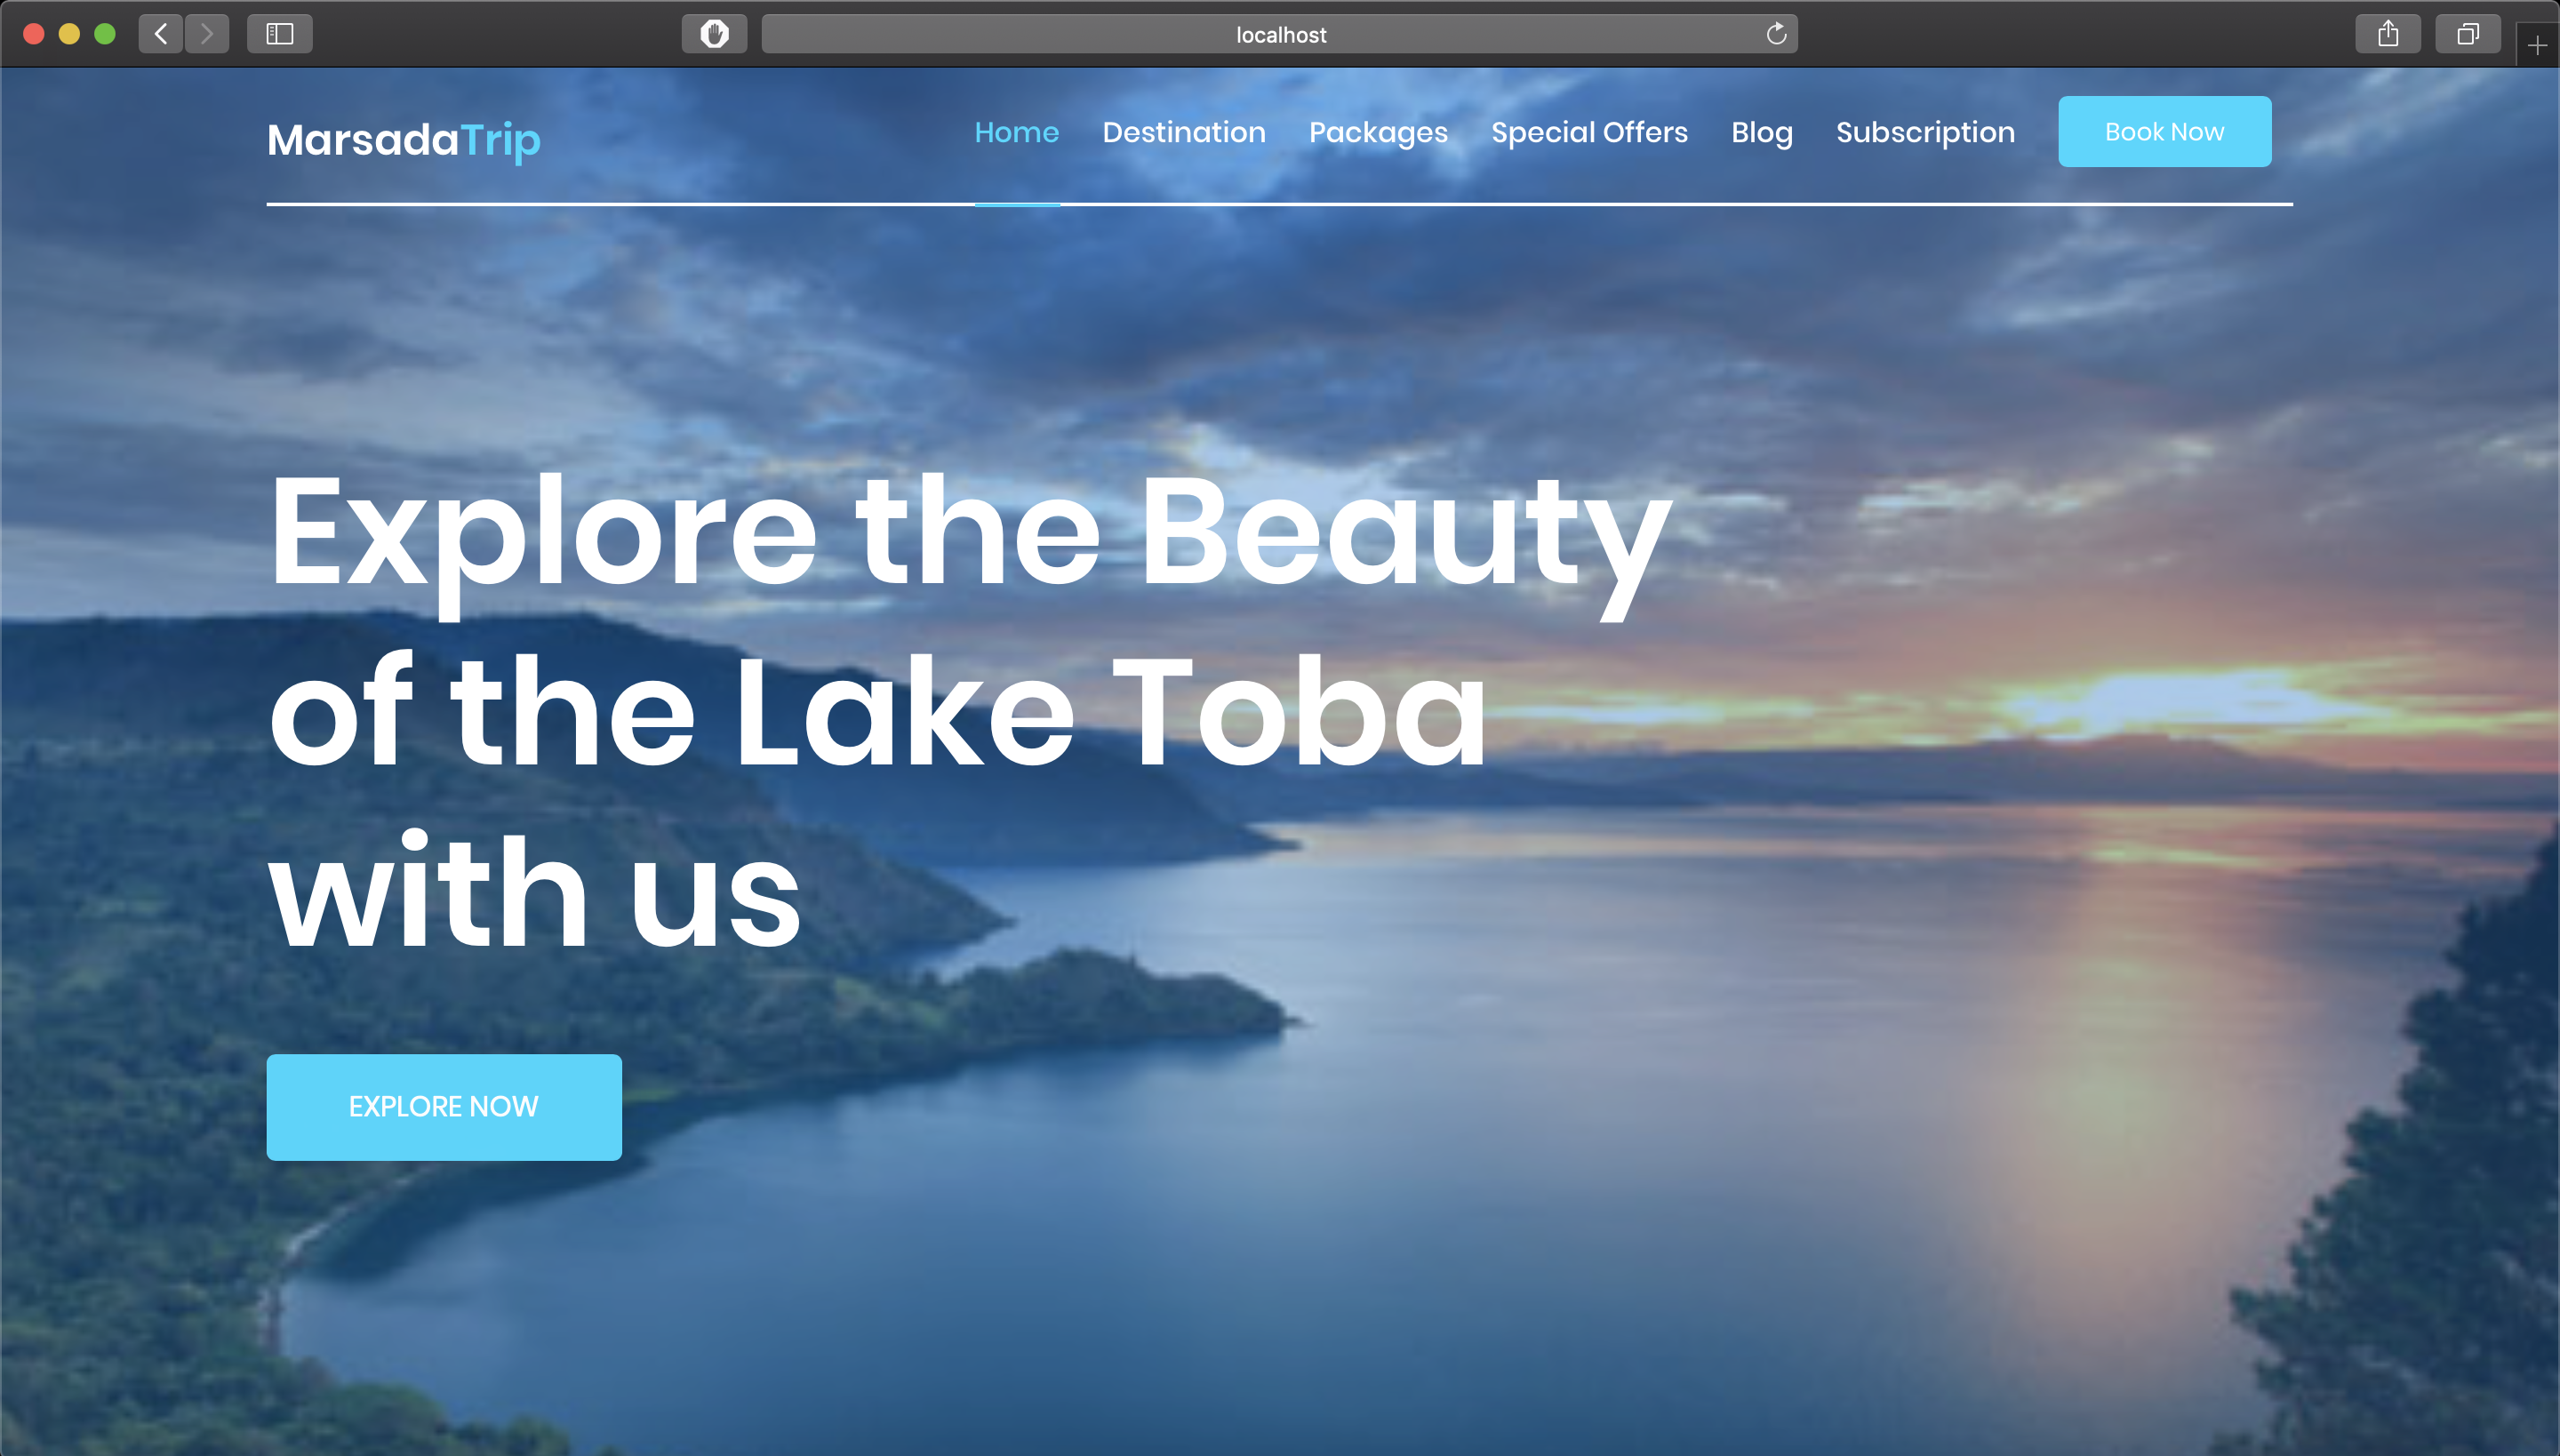 localhost
MarsadaTrip
Home Destination Packages Special Offers Blog Subscription Book Now
Explore the Beauty
of the Lake Toba
with us
EXPLORE NOW